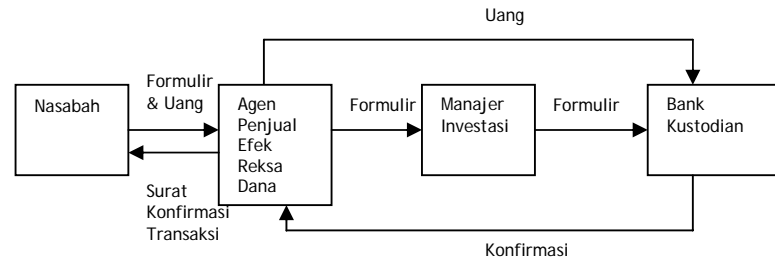 Uang
Formulir
& Uang
Nasabah
Agen
Penjual
Efek
Reksa
Dana
Formulir
Manajer
Investasi
Formulir
Bank
Kustodian
Surat
Konfirmasi
Transaksi
Konfirmasi